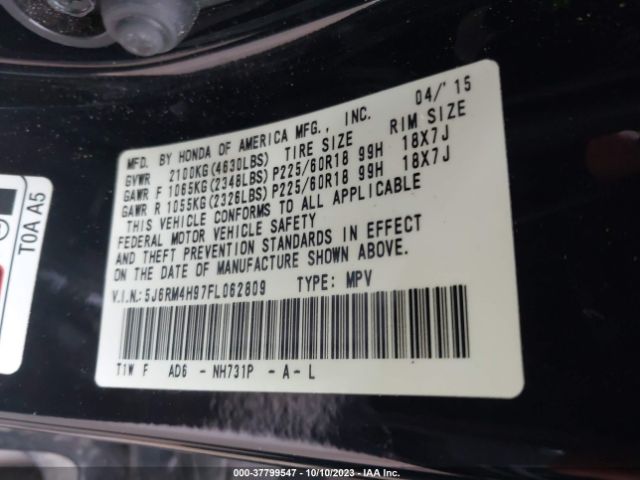 MFD. BY HONDA OF AMERICA MFG., INC. 04/'15
GVWR 2100KG(4630LBS) TIRE SIZE RIM SIZE
GAWR F 1065KG(2348LBS)P225/60R18 99H 18X7J
GAWR R 1055KG(2326LBS)P225/60R18 99H 18X7J
THIS VEHICLE CONFORMS TO ALL APPLICABLE
FEDERAL MOTOR VEHICLE SAFETY
AND THEFT PREVENTION STANDARDS IN EFFECT
ON THE DATE OF MANUFACTURE SHOWN ABOVE.
V.I.N:5J6RM4H97FL062809 TYPE: MPV
T1W F AD6 - NH731P - A - L
T0A A5
000-37799547 | 10/10/2023 - IAA Inc.